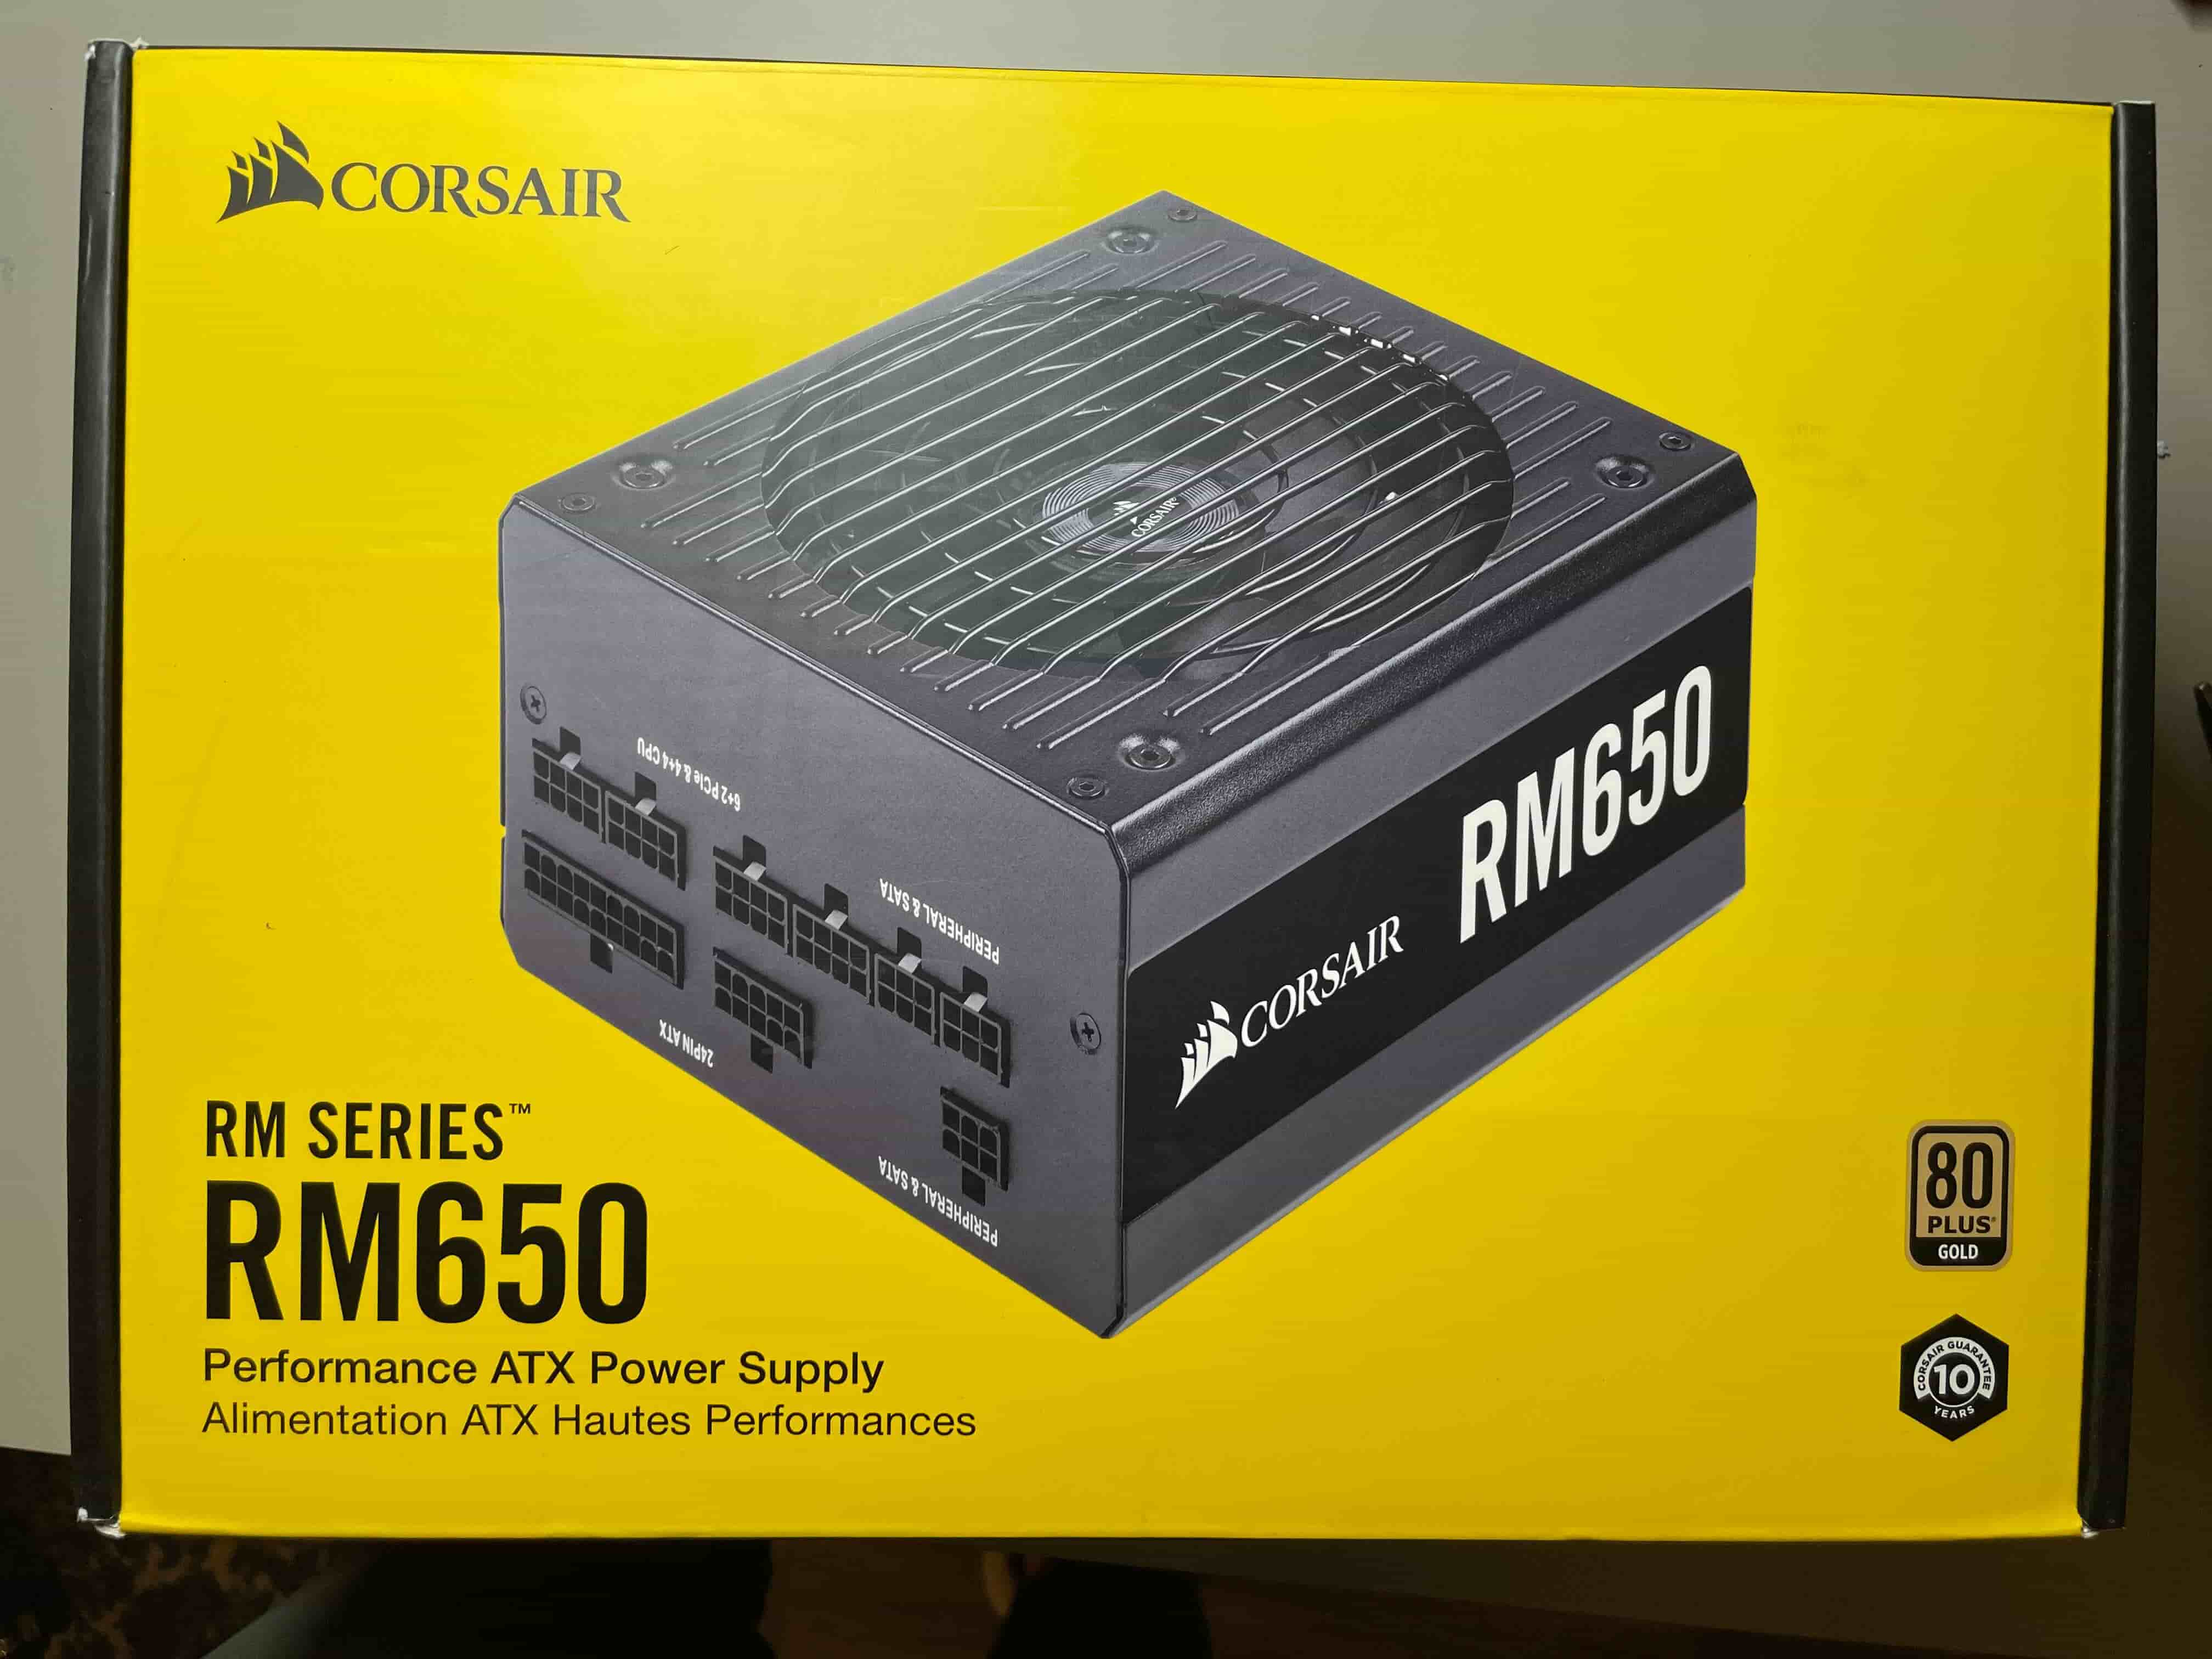 CORSAIR
CORSAIR
RM650
6+2 PCIe & 4+4 CPU
PERIPHERAL & SATA
CORSAIR
24PIN ATX
PERIPHERAL & SATA
RM SERIES™
RM650
Performance ATX Power Supply
Alimentation ATX Hautes Performances
80
PLUS®
GOLD
CORSAIR GUARANTEE
10
YEARS